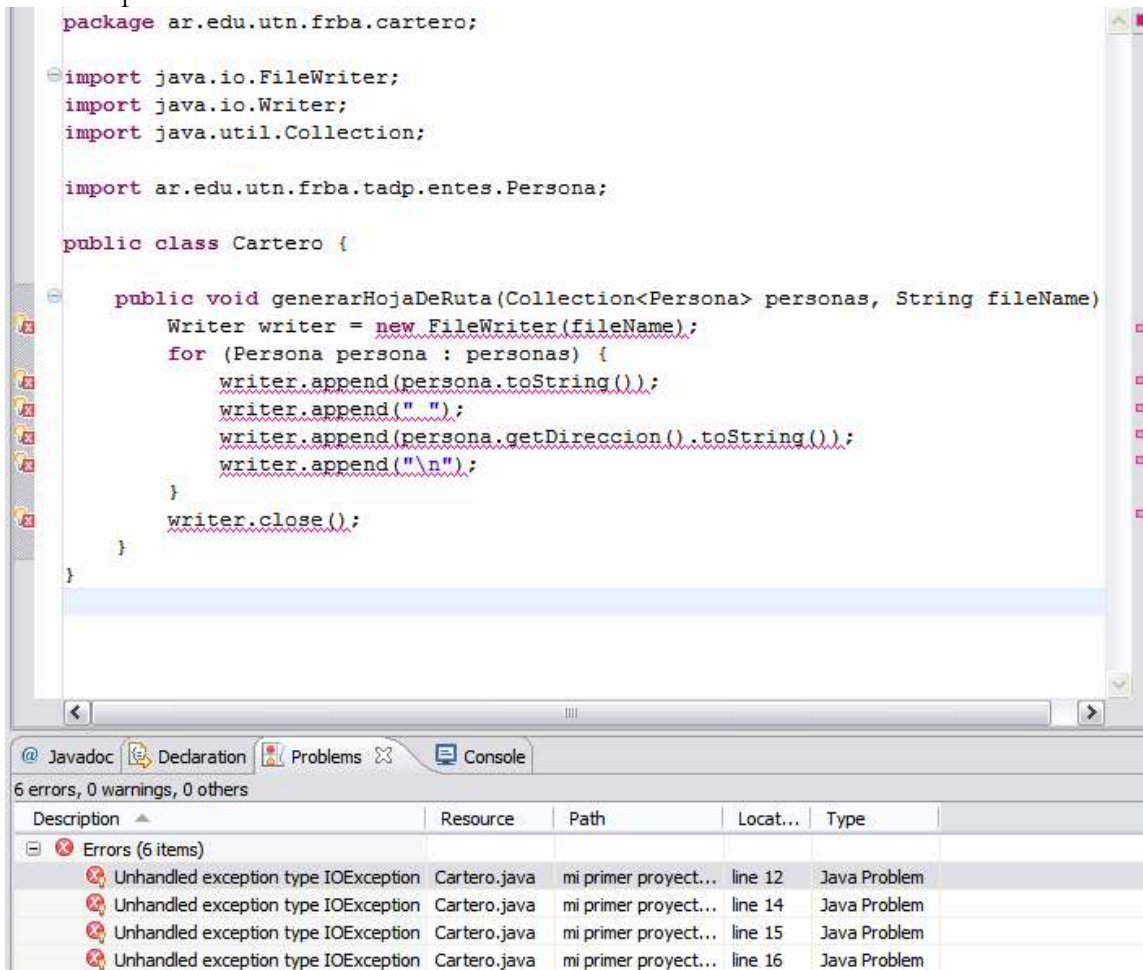 package ar.edu.utn.frba.cartero;
import java.io.FileWriter;
import java.io.Writer;
import java.util.Collection;
import ar.edu.utn.frba.tadp.entes.Persona;
public class Cartero {
public void generarHojaDeRuta(Collection<Persona> personas, String fileName)
Writer writer = new FileWriter(fileName);
for (Persona persona : personas) {
writer.append(persona.toString());
writer.append(" ");
writer.append(persona.getDireccion().toString());
writer.append("\n");
}
writer.close();
}
}
@ Javadoc Declaration Problems Console
6 errors, 0 warnings, 0 others
Description Resource Path Locat... Type
Errors (6 items)
Unhandled exception type IOException Cartero.java mi primer proyect... line 12 Java Problem
Unhandled exception type IOException Cartero.java mi primer proyect... line 14 Java Problem
Unhandled exception type IOException Cartero.java mi primer proyect... line 15 Java Problem
Unhandled exception type IOException Cartero.java mi primer proyect... line 16 Java Problem